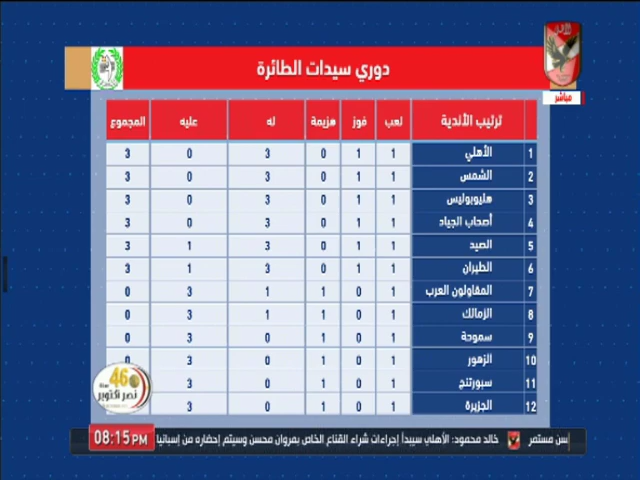 دوري سيدات الطائرة
مباشر
ترتيب الأندية لعب فوز هزيمة له عليه المجموع
1 الأهلي 1 1 0 3 0 3
2 الشمس 1 1 0 3 0 3
3 هليوبوليس 1 1 0 3 0 3
4 أصحاب الجياد 1 1 0 3 0 3
5 الصيد 1 1 0 3 1 3
6 الطيران 1 1 0 3 1 3
7 المقاولون العرب 1 0 1 1 3 0
8 الزمالك 1 0 1 1 3 0
9 سموحة 1 0 1 0 3 0
10 الزهور 1 0 1 0 3 0
11 سبورتنج 1 0 1 0 3
12 الجزيرة 1 0 1 0 3
46 سنة
نصر أكتوبر
بسن مستمر خالد محمود: الأهلي سيبدأ إجراءات شراء القناع الخاص بمروان محسن وسيتم إحضاره من إسبانيا
08:15 PM